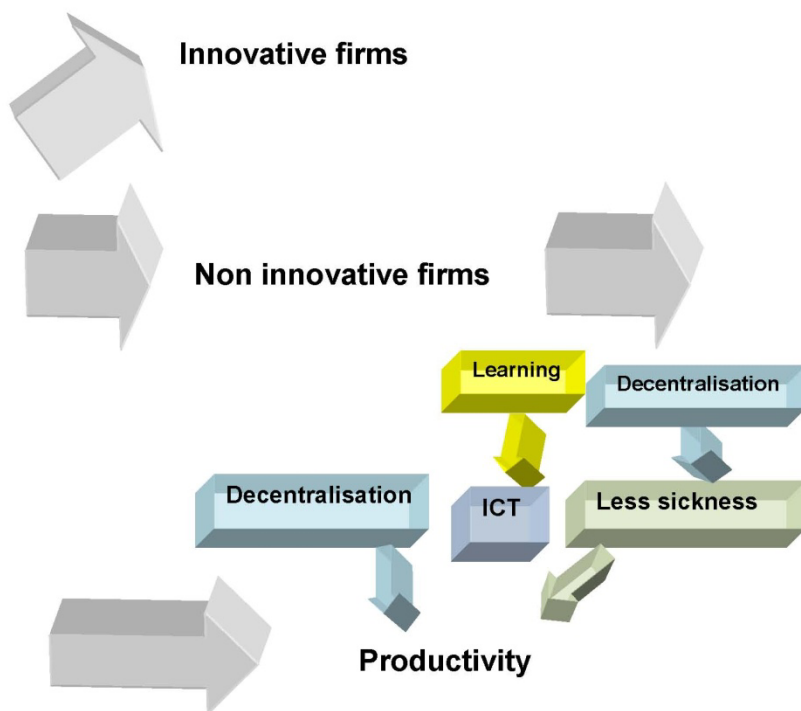 Innovative firms
Non innovative firms
Learning
Decentralisation
Decentralisation
ICT
Less sickness
Productivity